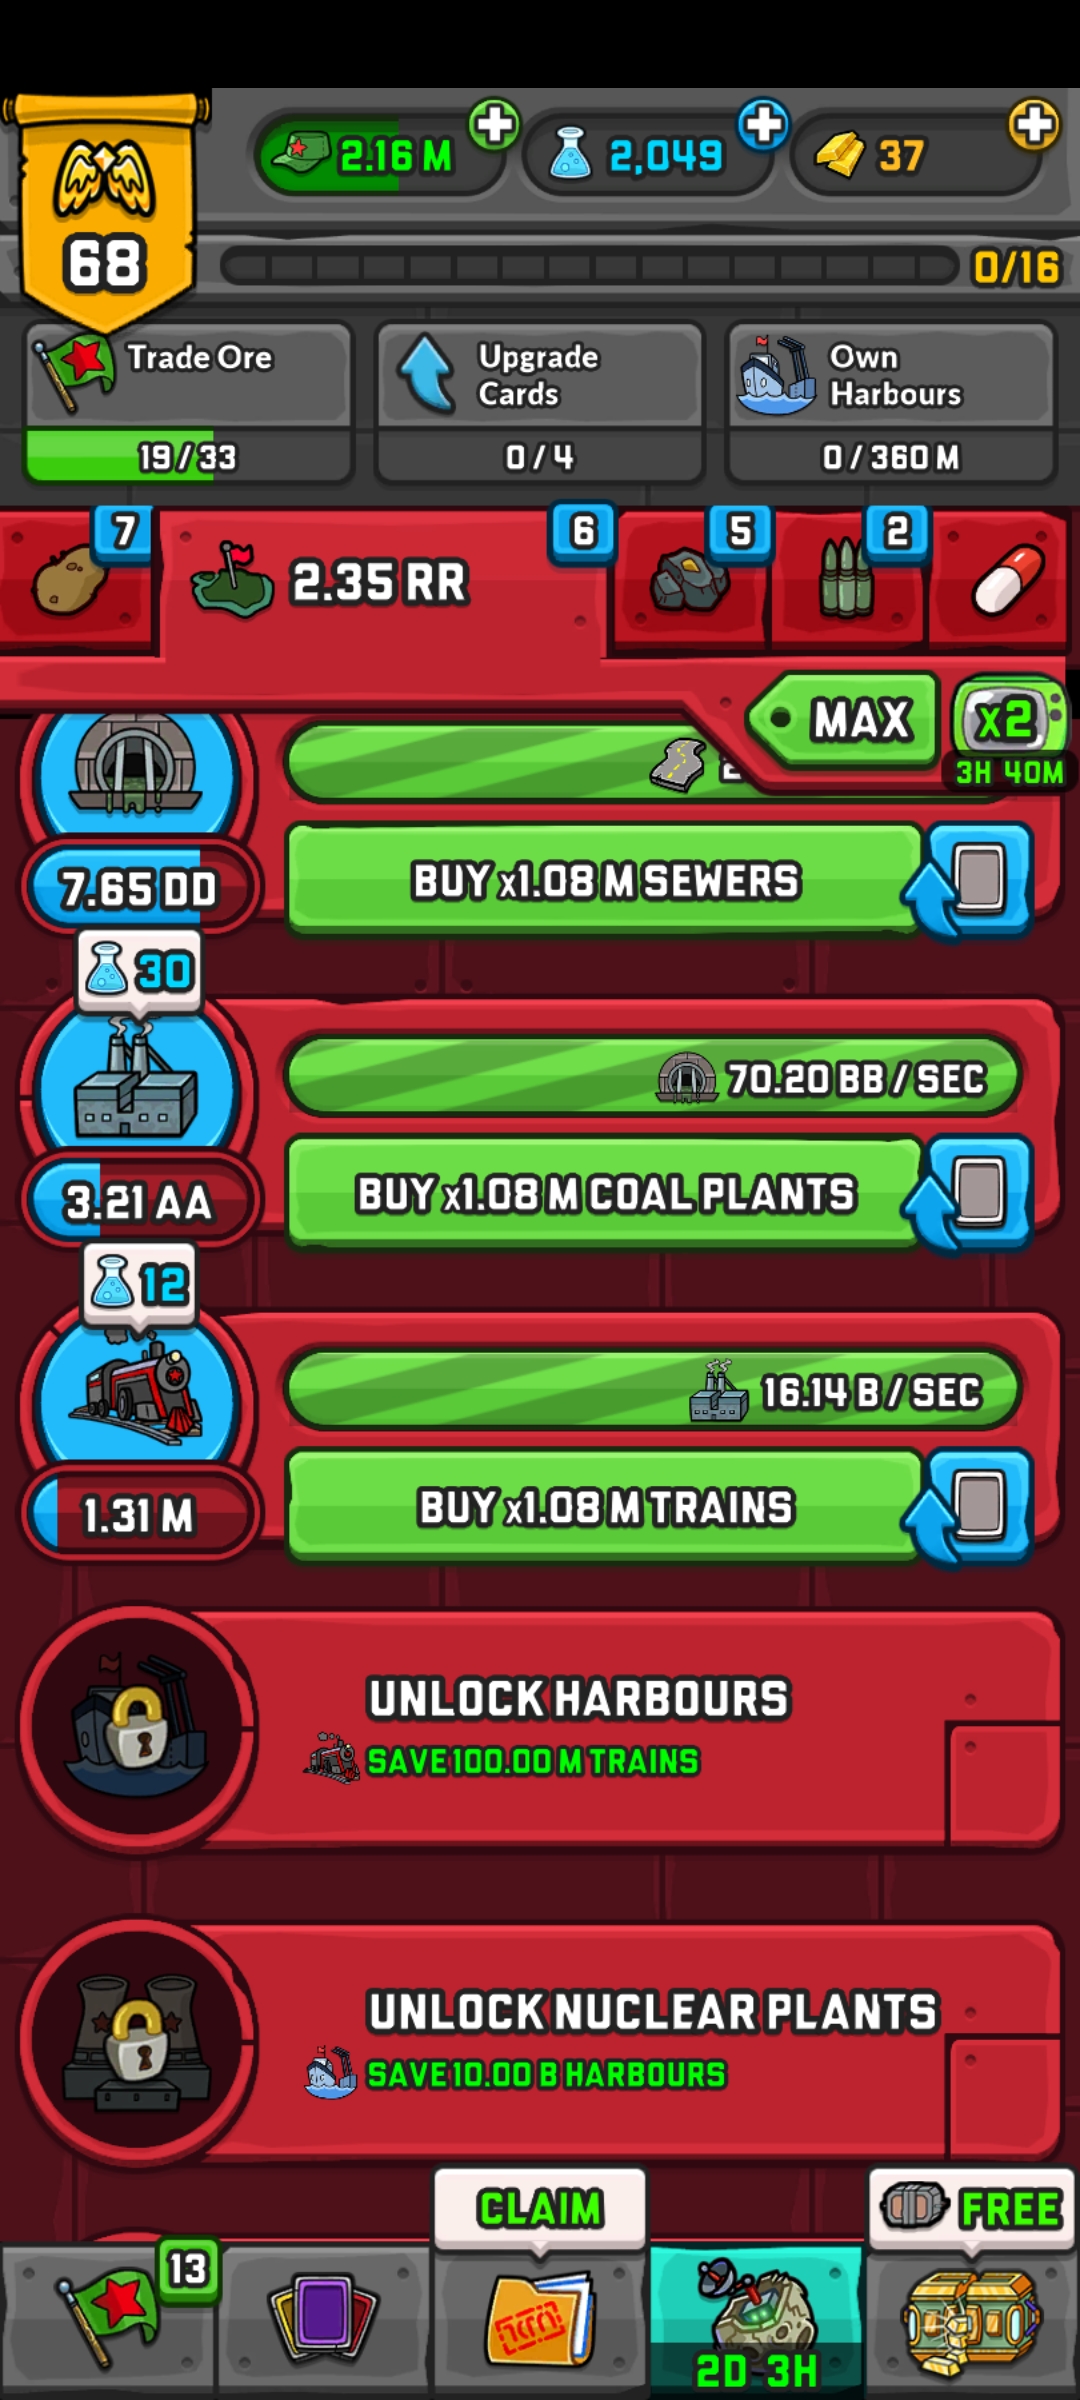 2.16 M
2,049
37
68
0/16
Trade Ore
19/33
Upgrade
Cards
0/4
Own
Harbours
0/360 M
7
2.35 RR
6
5
2
MAX
x2
3H 40M
BUY x1.08 M SEWERS
7.65 DD
30
70.20 BB / SEC
BUY x1.08 M COAL PLANTS
3.21 AA
12
16.14 B / SEC
BUY x1.08 M TRAINS
1.31 M
UNLOCK HARBOURS
SAVE 100.00 M TRAINS
UNLOCK NUCLEAR PLANTS
SAVE 10.00 B HARBOURS
CLAIM
FREE
13
2D 3H